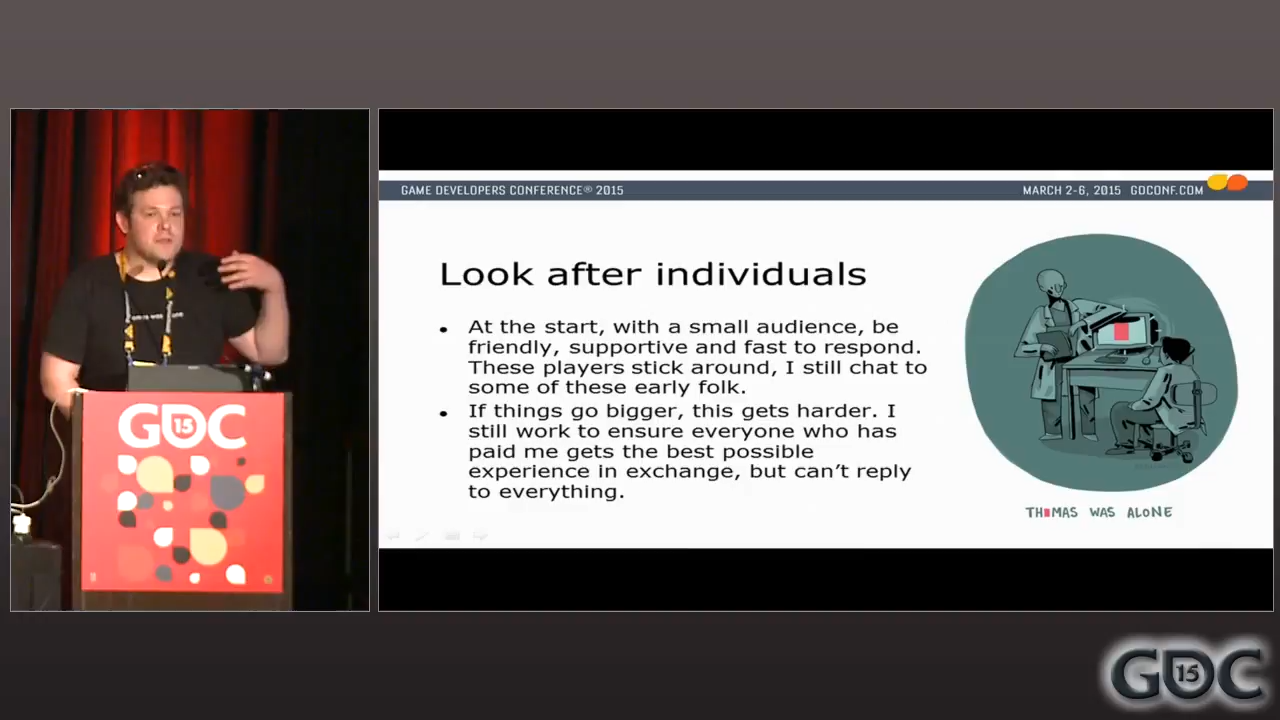 GAME DEVELOPERS CONFERENCE® 2015
MARCH 2-6, 2015 GDCONF.COM
Look after individuals
• At the start, with a small audience, be
friendly, supportive and fast to respond.
These players stick around, I still chat to
some of these early folk.
• If things go bigger, this gets harder. I
still work to ensure everyone who has
paid me gets the best possible
experience in exchange, but can't reply
to everything.
THOMAS WAS ALONE
GDC
15
GDC
15